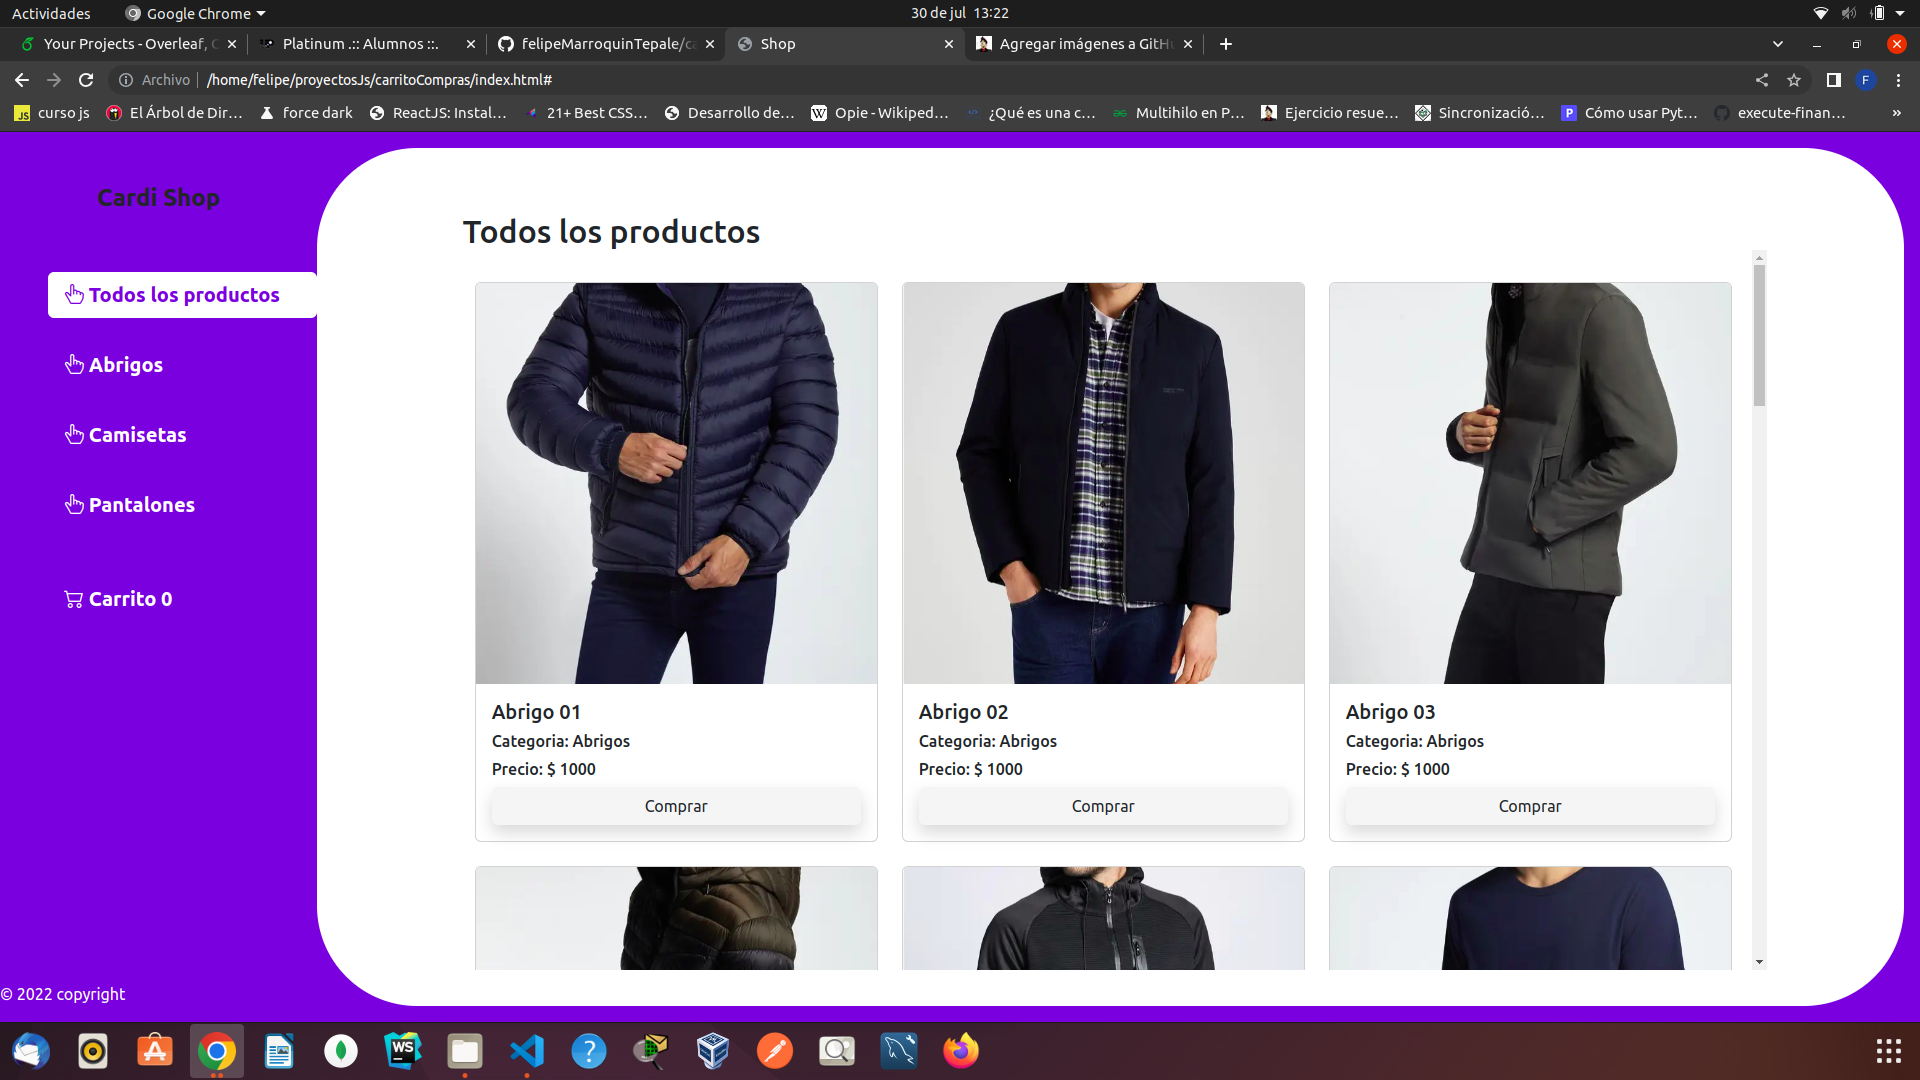 Actividades
Google Chrome
30 de jul 13:22
Your Projects - Overleaf,
Platinum .:: Alumnos ::.
felipeMarroquinTepale/ca
Shop
Agregar imágenes a GitHu
Archivo
/home/felipe/proyectosJs/carritoCompras/index.html#
F
JS
curso js
El Árbol de Dir…
force dark
ReactJS: Instal…
21+ Best CSS…
Desarrollo de…
W
Opie - Wikiped…
¿Qué es una c…
Multihilo en P…
Ejercicio resue…
Sincronizació…
P
Cómo usar Pyt…
execute-finan…
»
Cardi Shop
Todos los productos
Abrigos
Camisetas
Pantalones
Carrito 0
© 2022 copyright
Todos los productos
Abrigo 01
Categoria: Abrigos
Precio: $ 1000
Comprar
Abrigo 02
Categoria: Abrigos
Precio: $ 1000
Comprar
Abrigo 03
Categoria: Abrigos
Precio: $ 1000
Comprar
WS
?